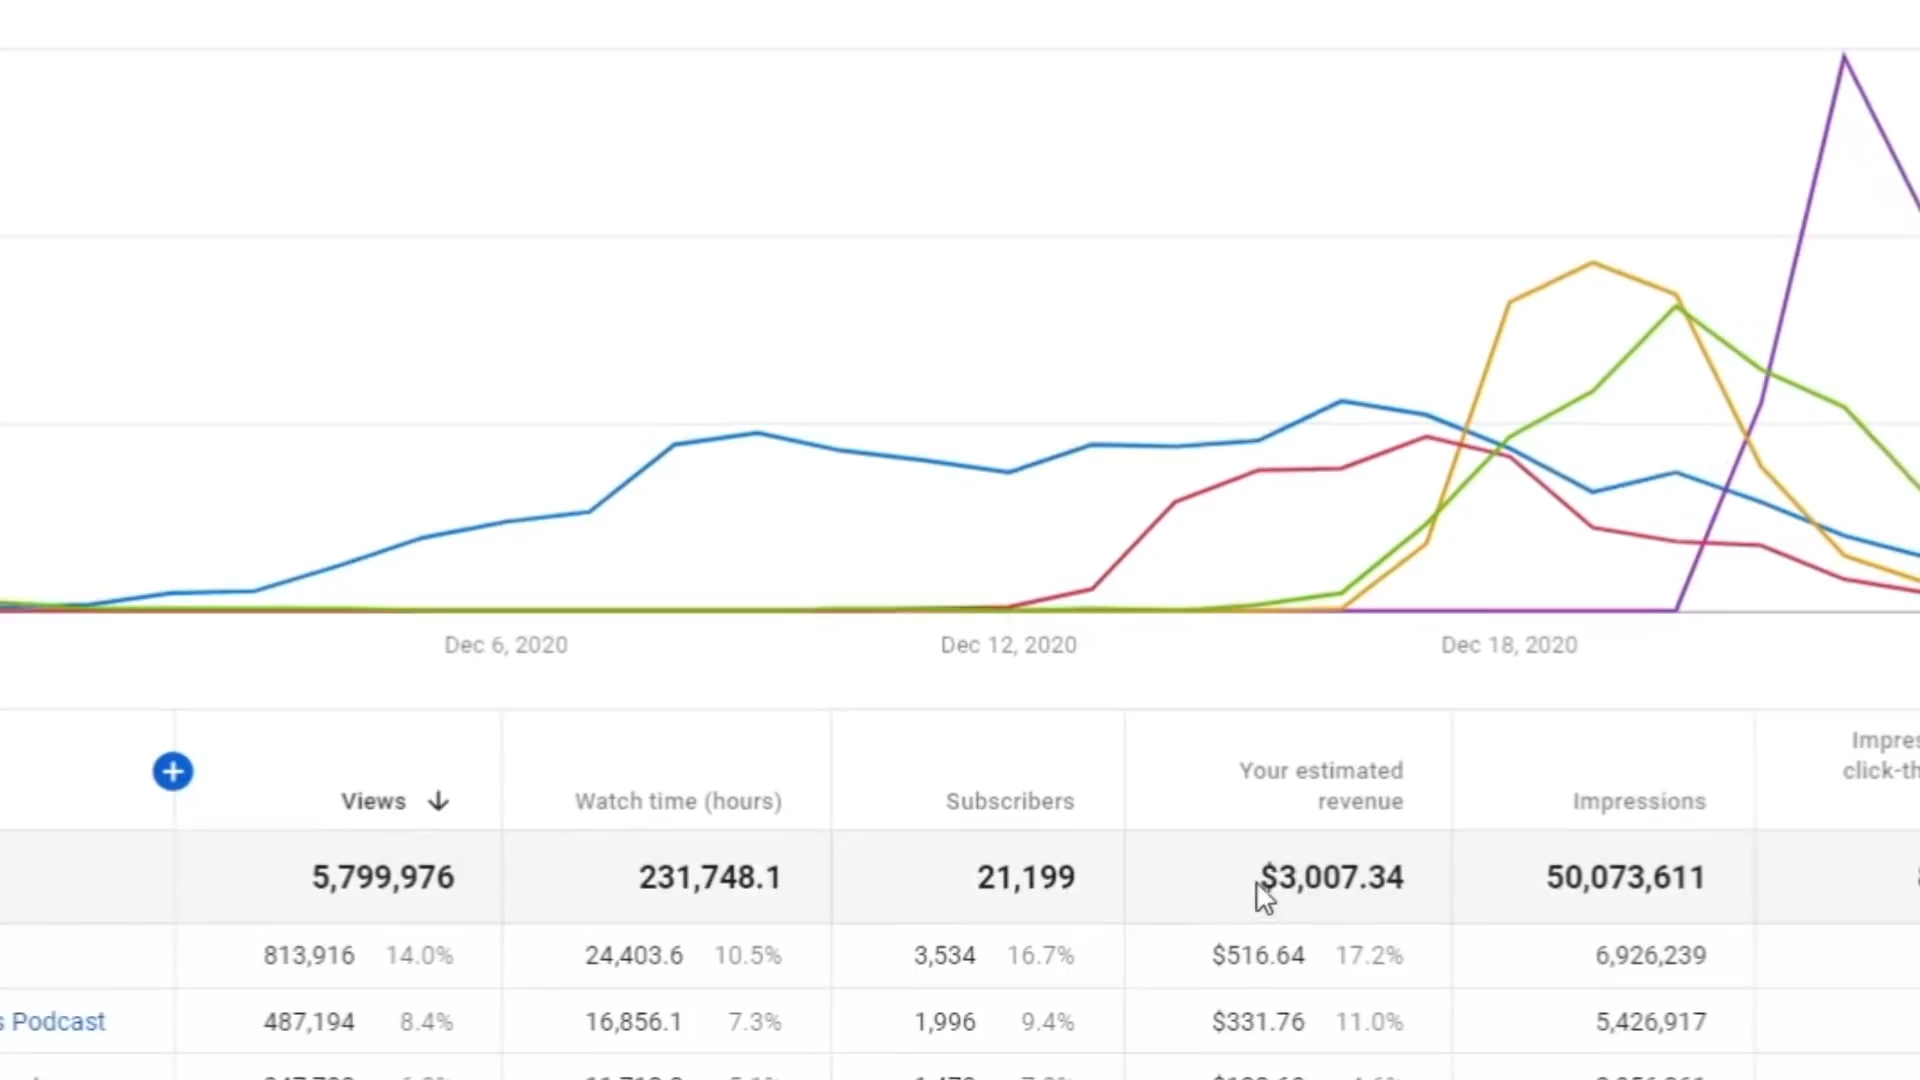 Dec 6, 2020 Dec 12, 2020 Dec 18, 2020
Impres
Your estimated click-th
Views Watch time (hours) Subscribers revenue Impressions
5,799,976 231,748.1 21,199 $3,007.34 50,073,611
813,916 14.0% 24,403.6 10.5% 3,534 16.7% $516.64 17.2% 6,926,239
s Podcast 487,194 8.4% 16,856.1 7.3% 1,996 9.4% $331.76 11.0% 5,426,917